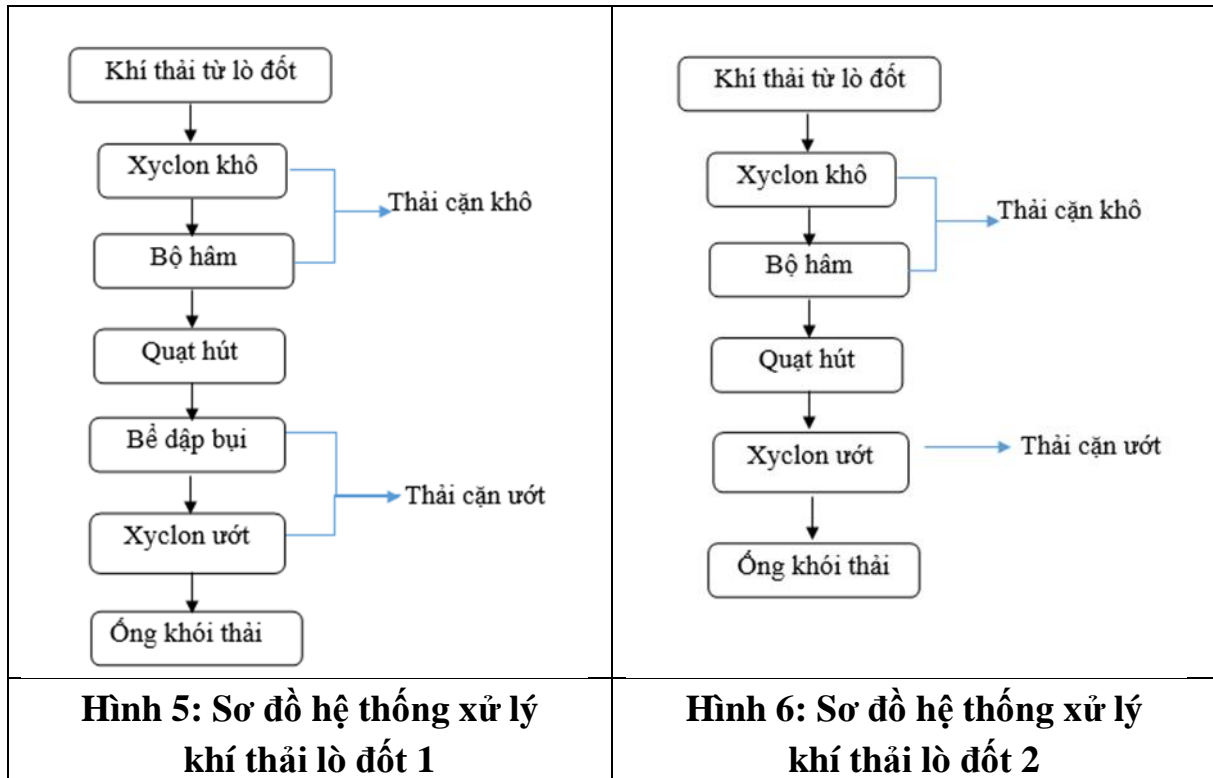 Khí thải từ lò đốt
Xyclon khô
Thải cặn khô
Bộ hâm
Quạt hút
Bể dập bụi
Thải cặn ướt
Xyclon ướt
Ống khói thải
Hình 5: Sơ đồ hệ thống xử lý
khí thải lò đốt 1
Khí thải từ lò đốt
Xyclon khô
Thải cặn khô
Bộ hâm
Quạt hút
Xyclon ướt
Thải cặn ướt
Ống khói thải
Hình 6: Sơ đồ hệ thống xử lý
khí thải lò đốt 2